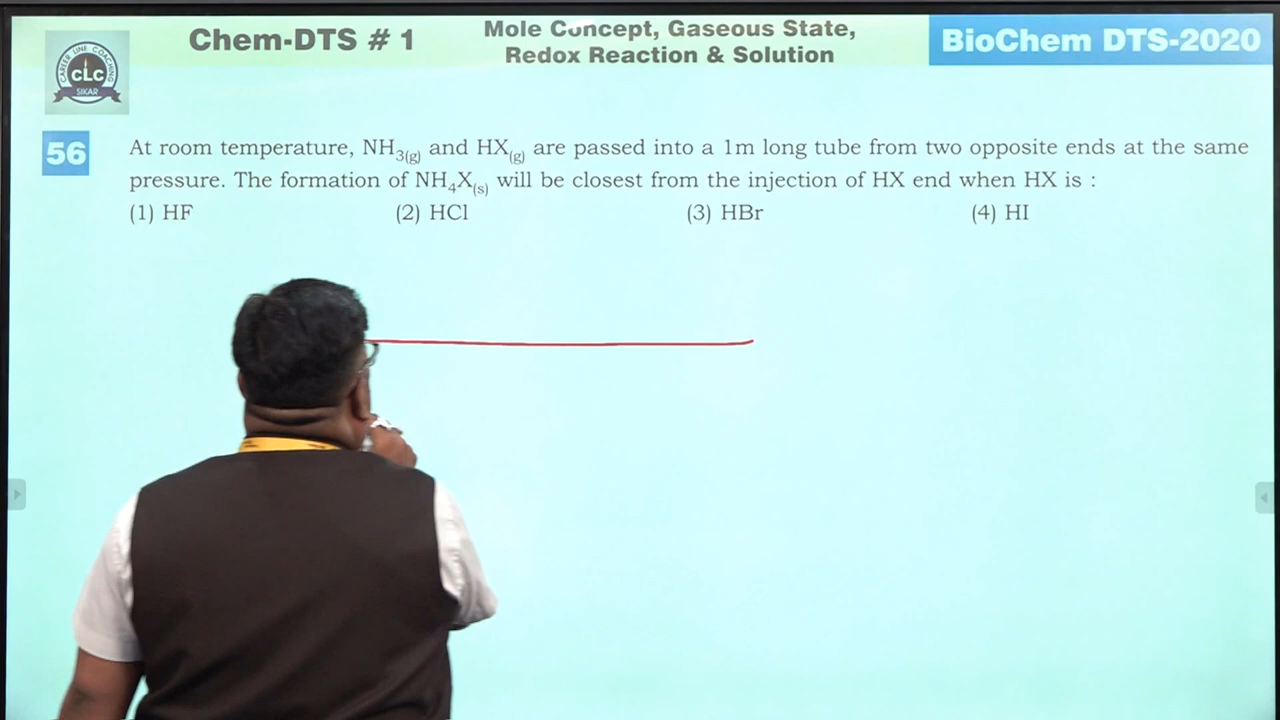 Chem-DTS # 1
Mole Concept, Gaseous State,
Redox Reaction & Solution
BioChem DTS-2020
CAREER LINE COACHING
CLC
SIKAR
56
At room temperature, NH3(g) and HX(g) are passed into a 1m long tube from two opposite ends at the same
pressure. The formation of NH4X(s) will be closest from the injection of HX end when HX is :
(1) HF (2) HCl (3) HBr (4) HI